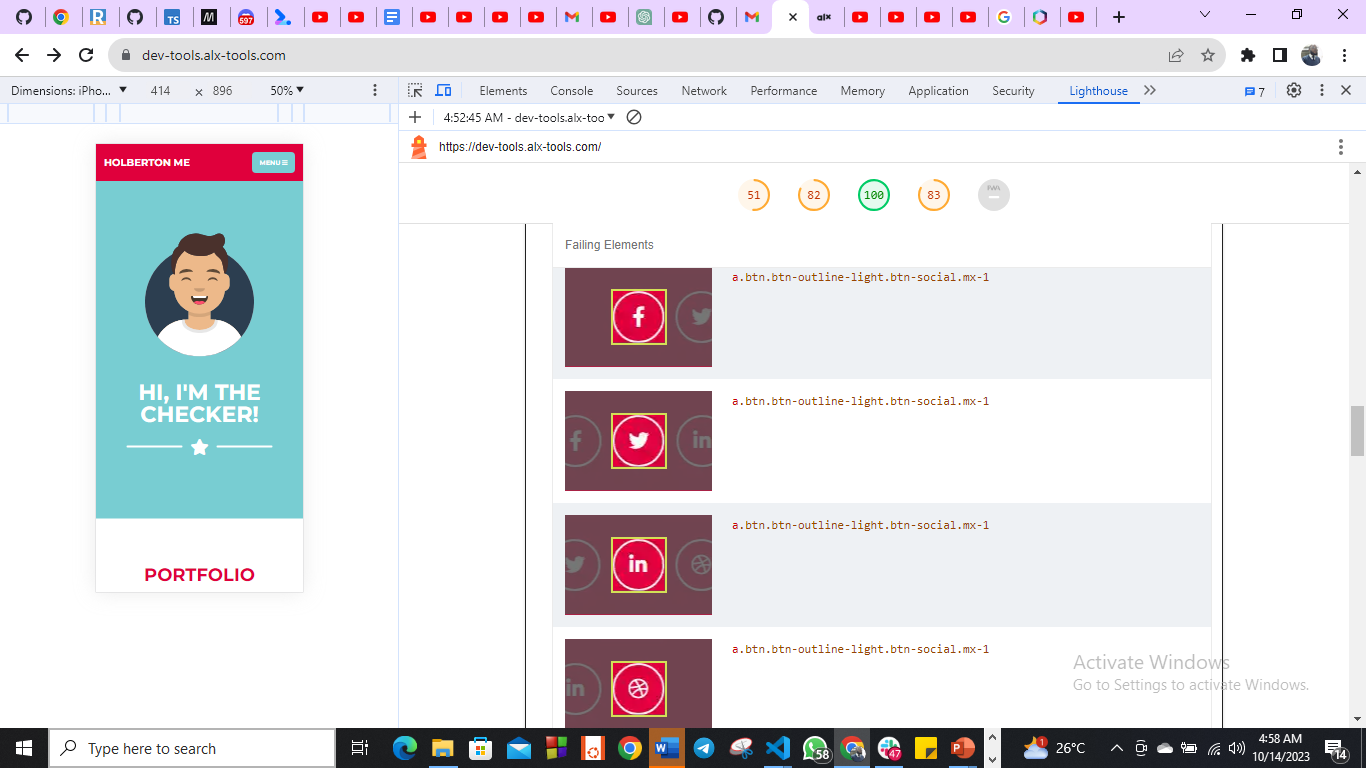 597
M
alx
dev-tools.alx-tools.com
Dimensions: iPho... 414 × 896 50%
Elements Console Sources Network Performance Memory Application Security Lighthouse 7
4:52:45 AM - dev-tools.alx-too
https://dev-tools.alx-tools.com/
51 82 100 83 PWA
HOLBERTON ME MENU
HI, I'M THE
CHECKER!
PORTFOLIO
Failing Elements
a.btn.btn-outline-light.btn-social.mx-1
a.btn.btn-outline-light.btn-social.mx-1
a.btn.btn-outline-light.btn-social.mx-1
a.btn.btn-outline-light.btn-social.mx-1
Activate Windows
Go to Settings to activate Windows.
Type here to search
58
47
1
26°C
4:58 AM
10/14/2023
14